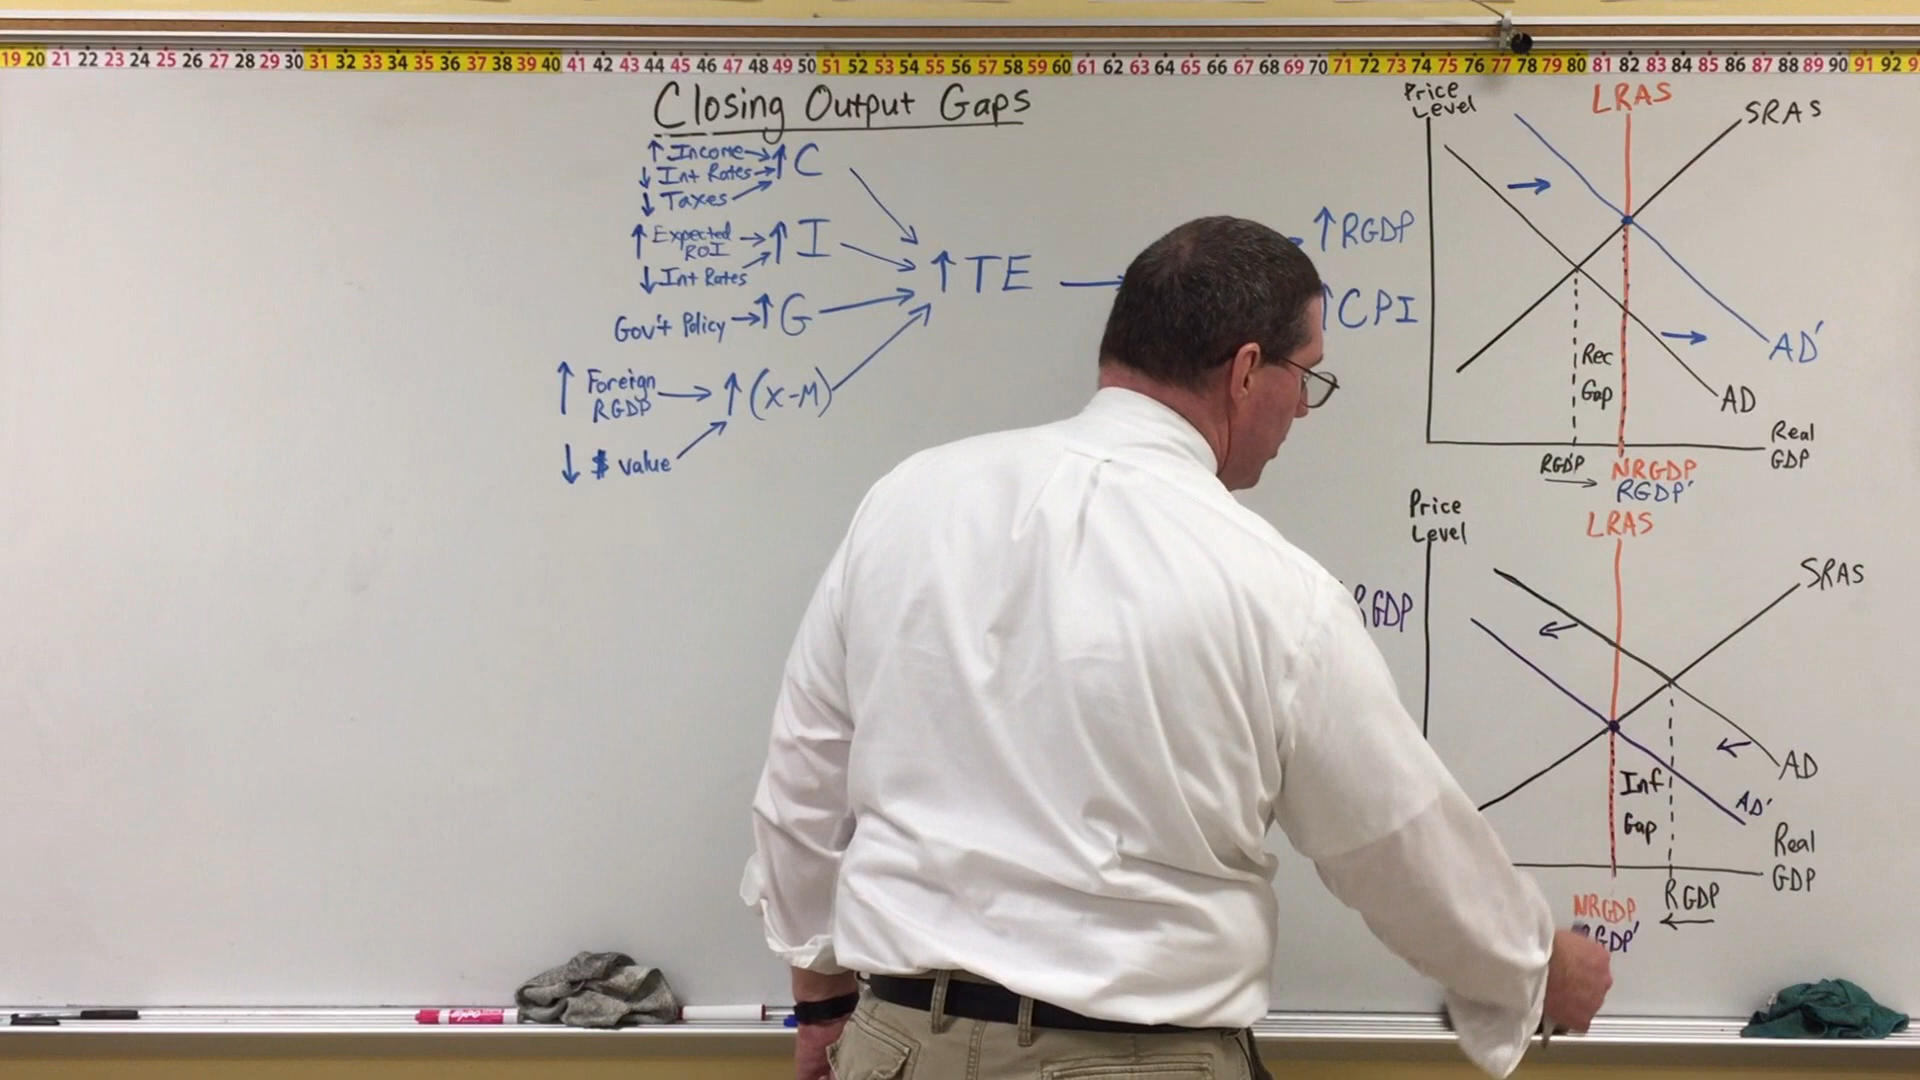 19 20 21 22 23 24 25 26 27 28 29 30 31 32 33 34 35 36 37 38 39 40 41 42 43 44 45 46 47 48 49 50 51 52 53 54 55 56 57 58 59 60 61 62 63 64 65 66 67 68 69 70 71 72 73 74 75 76 77 78 79 80 81 82 83 84 85 86 87 88 89 90 91 92
Closing Output Gaps
↑ Income → ↑ C
↓ Int Rates →
↓ Taxes →
↑ Expected ROI → ↑ I
↓ Int Rates →
Gov't Policy → ↑ G
↑ Foreign RGDP → ↑ (X-M)
↓ $ value
↑ TE →
↑ RGDP
↑ CPI
Price
Level
LRAS
SRAS
AD'
AD
Rec
Gap
Real
GDP
RGDP
→
NRGDP
RGDP'
Price
Level
LRAS
SRAS
RGDP
AD
AD'
Inf
Gap
Real
GDP
NRGDP
RGDP
←
RGDP'
EXPO